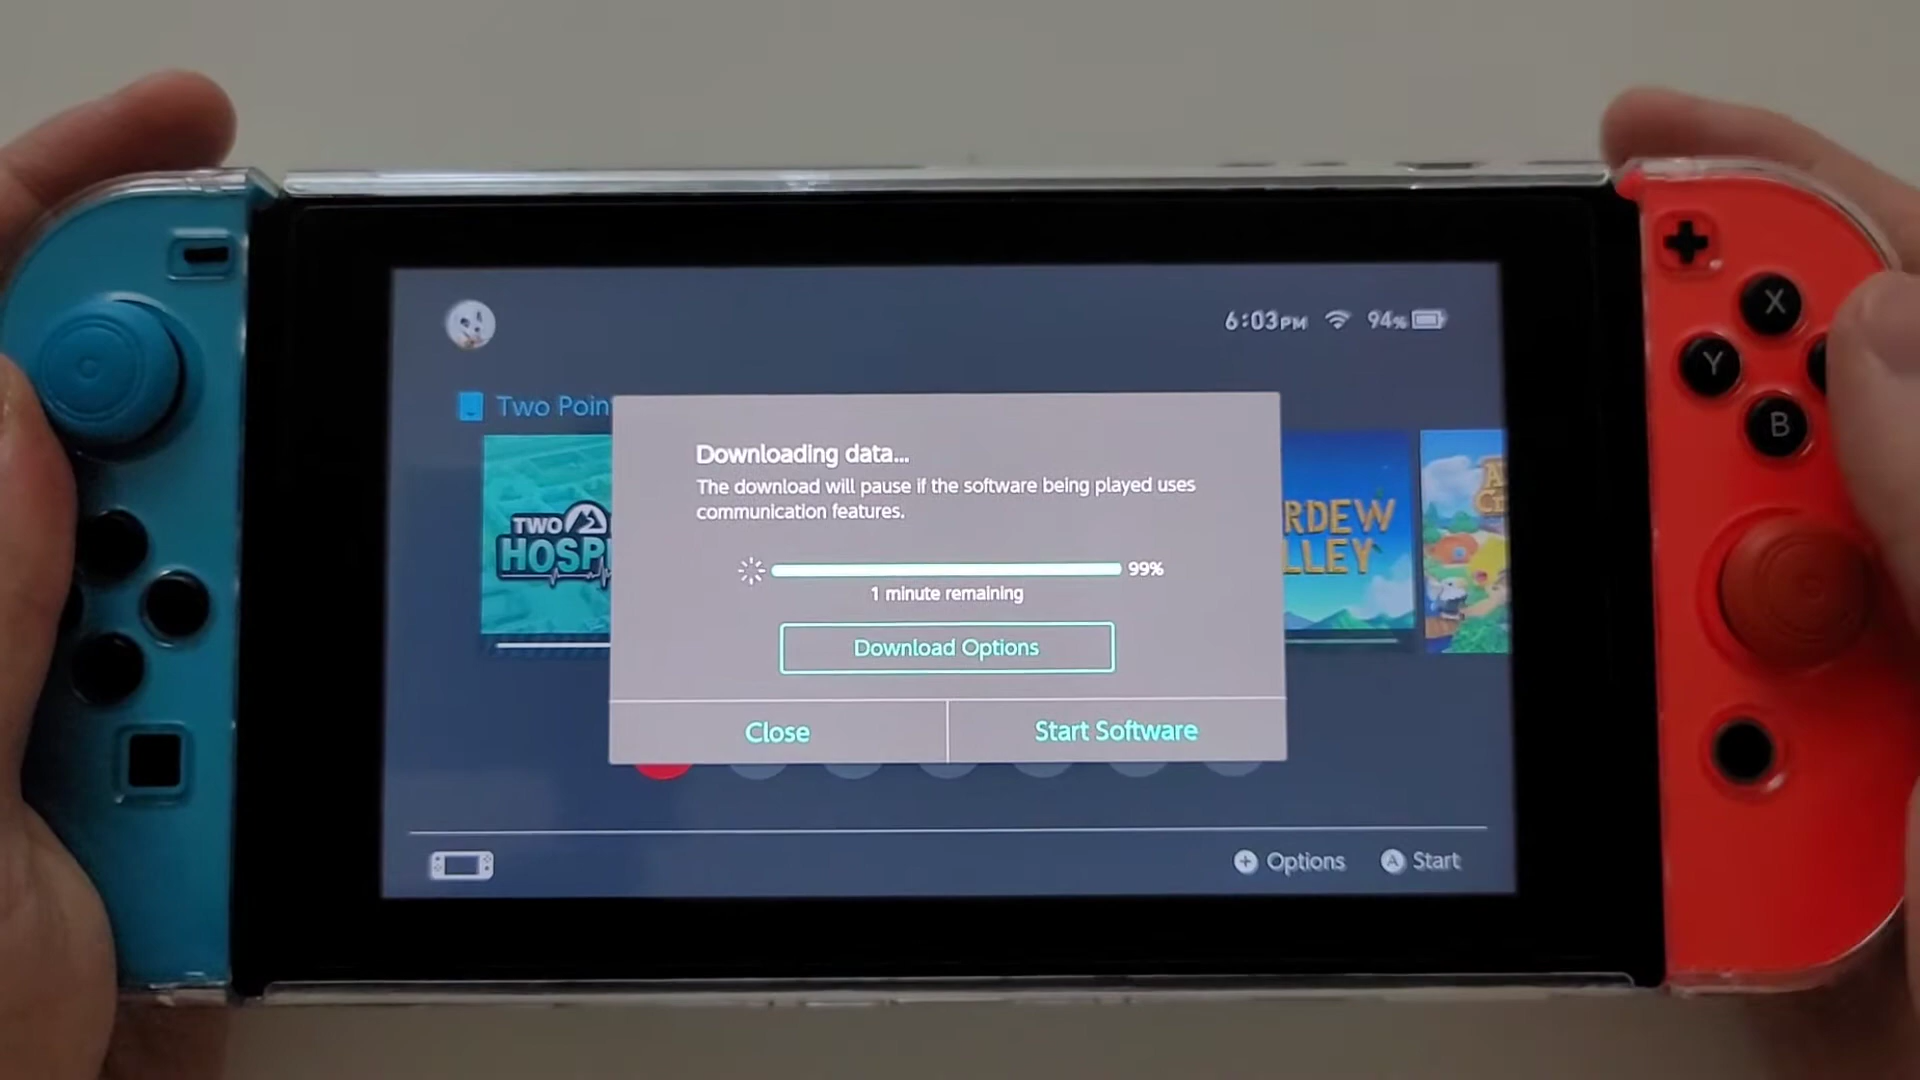 6:03PM 94%
Two Poin
TWO
HOSPI
RDEW
LLEY
Downloading data...
The download will pause if the software being played uses
communication features.
99%
1 minute remaining
Download Options
Close Start Software
+ Options A Start
X
Y
B